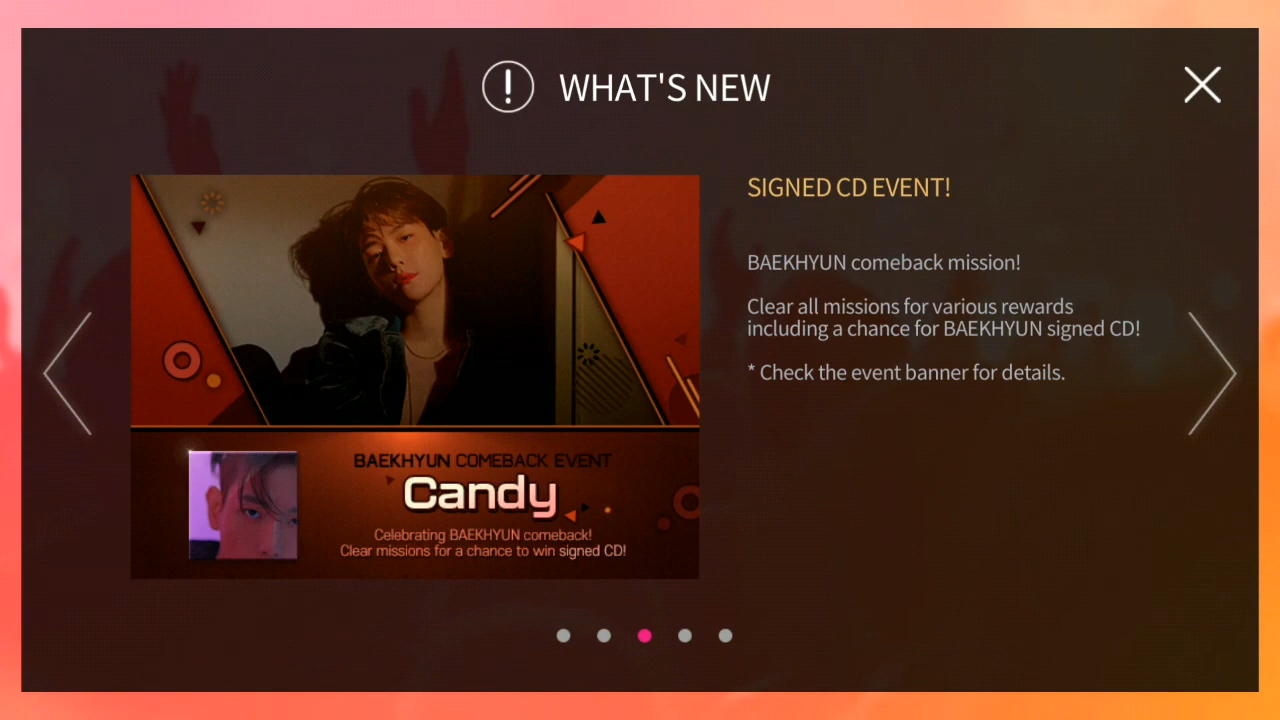 WHAT'S NEW
SIGNED CD EVENT!
BAEKHYUN comeback mission!
Clear all missions for various rewards
including a chance for BAEKHYUN signed CD!
* Check the event banner for details.
BAEKHYUN COMEBACK EVENT
Candy
Celebrating BAEKHYUN comeback!
Clear missions for a chance to win signed CD!